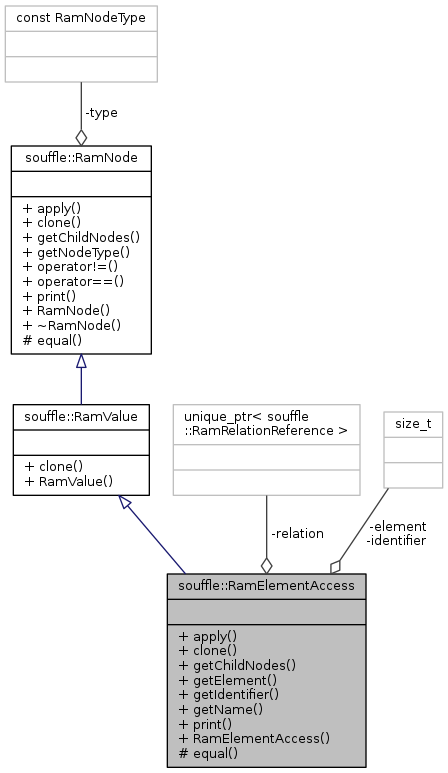 const RamNodeType
-type
souffle::RamNode
+ apply()
+ clone()
+ getChildNodes()
+ getNodeType()
+ operator!=()
+ operator==()
+ print()
+ RamNode()
+ ~RamNode()
# equal()
souffle::RamValue
+ clone()
+ RamValue()
unique_ptr< souffle
::RamRelationReference >
size_t
-relation
-element
-identifier
souffle::RamElementAccess
+ apply()
+ clone()
+ getChildNodes()
+ getElement()
+ getIdentifier()
+ getName()
+ print()
+ RamElementAccess()
# equal()